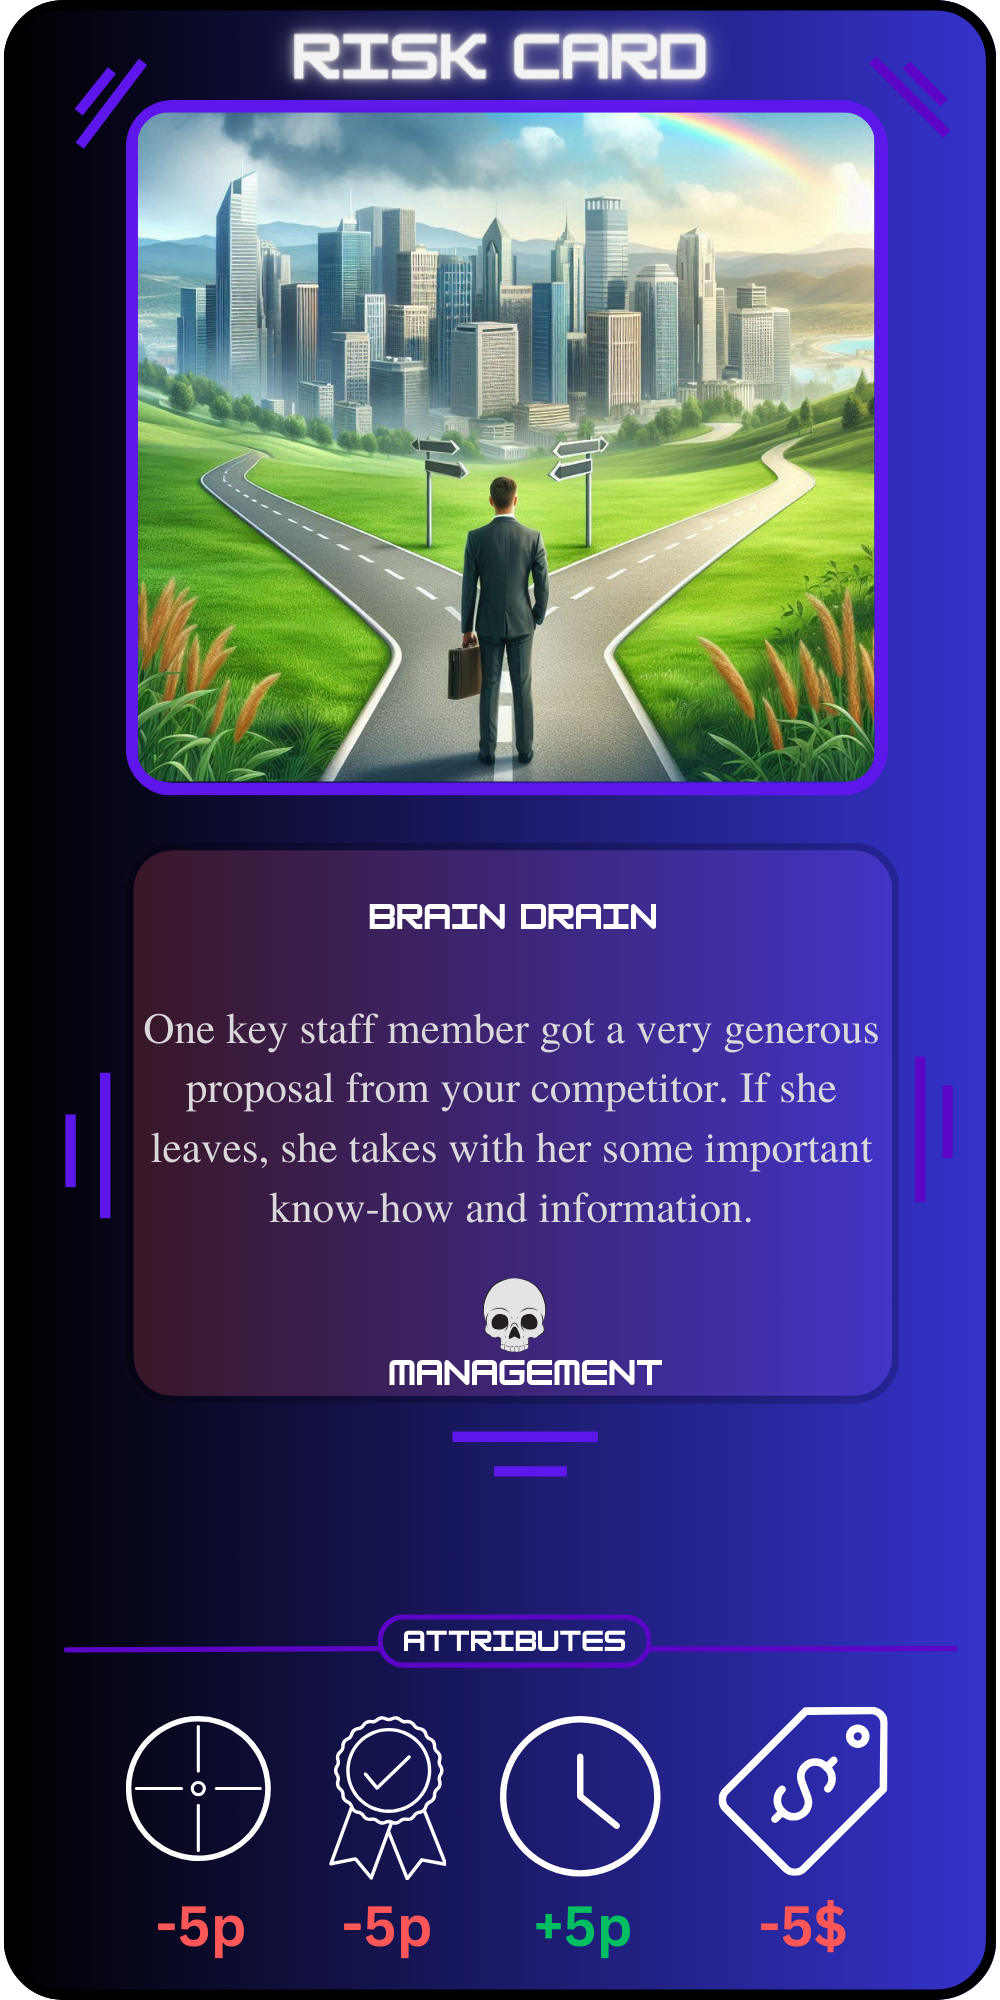 RISK CARD
BRAIN DRAIN
One key staff member got a very generous
proposal from your competitor. If she
leaves, she takes with her some important
know-how and information.
MANAGEMENT
ATTRIBUTES
$
-5p -5p +5p -5$